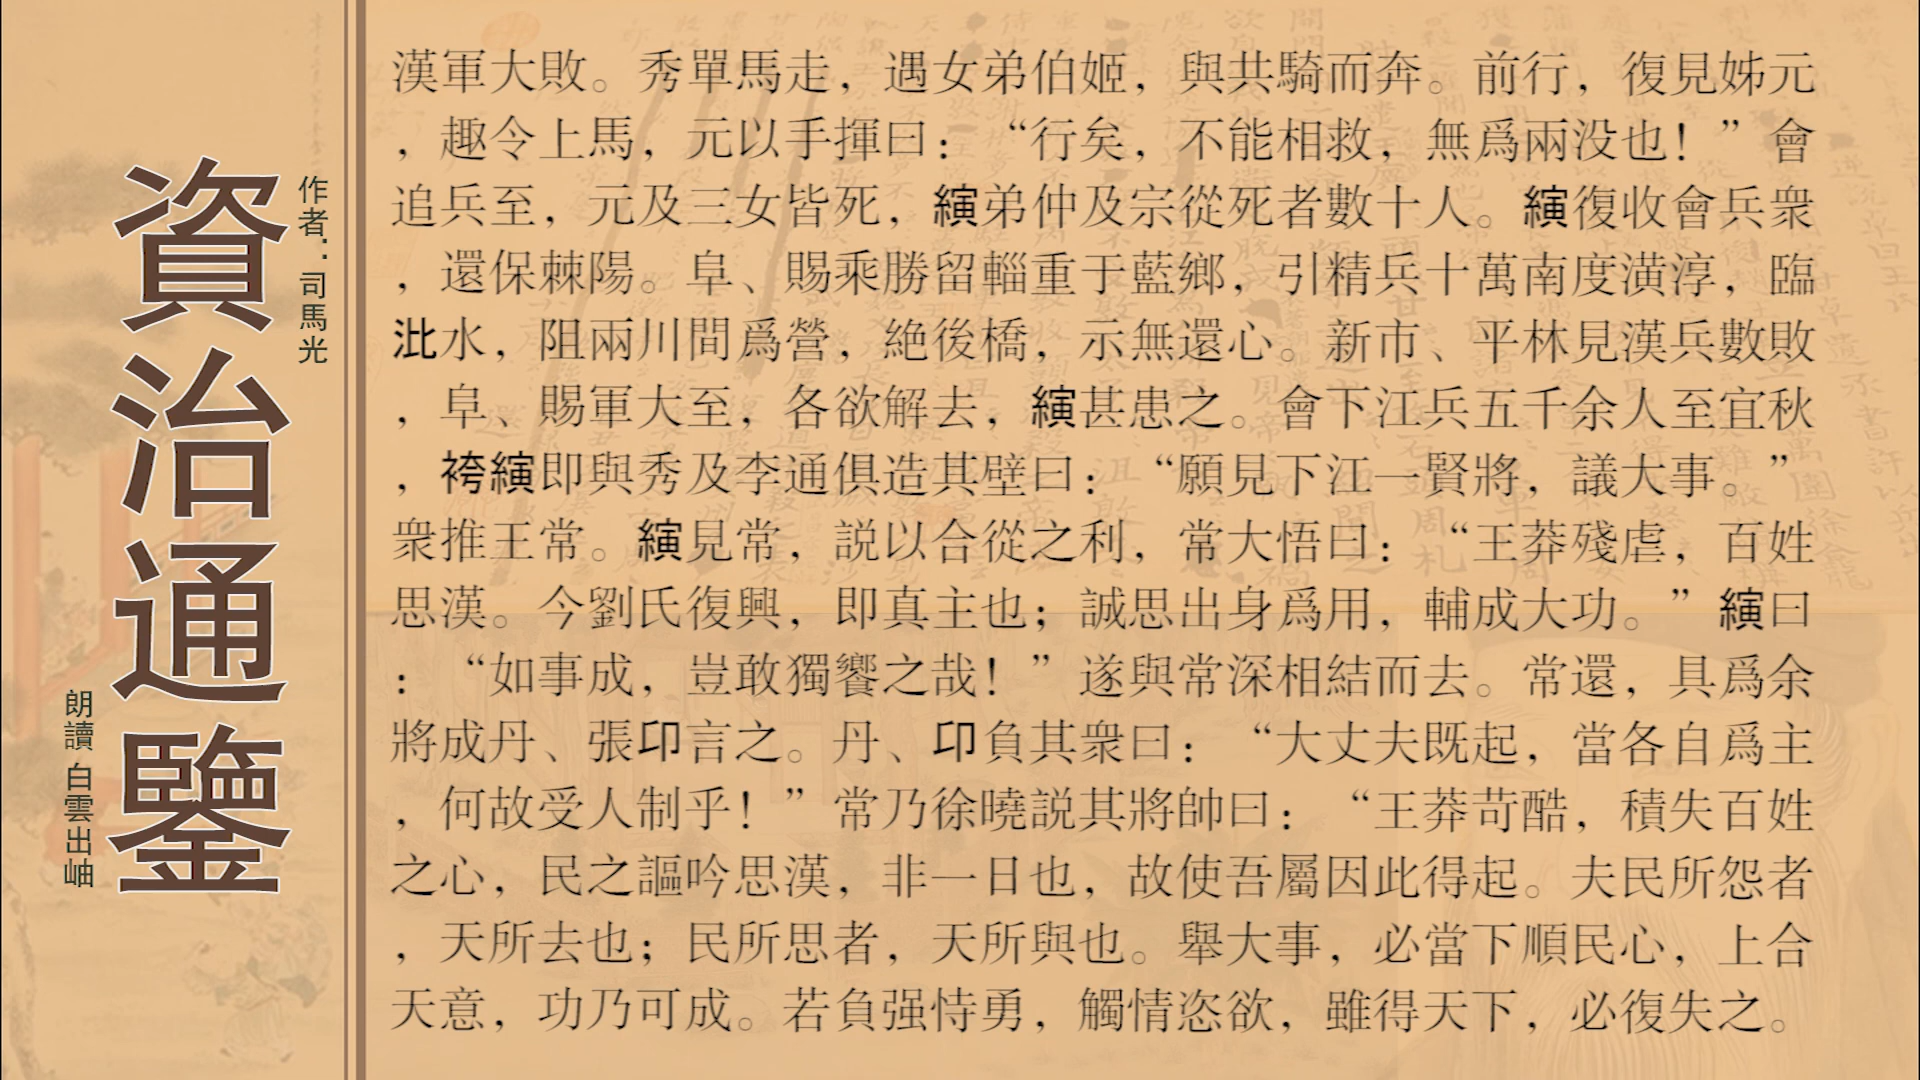 資治通鑒
作者：司馬光
朗讀 白雲出岫
漢軍大敗。秀單馬走，遇女弟伯姬，與共騎而奔。前行，復見姊元
，趣令上馬，元以手揮曰：“行矣，不能相救，無爲兩没也！”會
追兵至，元及三女皆死，縯弟仲及宗從死者數十人。縯復收會兵衆
，還保棘陽。阜、賜乘勝留輜重于藍鄉，引精兵十萬南度潢淳，臨
沘水，阻兩川間爲營，絶後橋，示無還心。新市、平林見漢兵數敗
，阜、賜軍大至，各欲解去，縯甚患之。會下江兵五千余人至宜秋
，袴縯即與秀及李通俱造其壁曰：“願見下江一賢將，議大事。”
衆推王常。縯見常，説以合從之利，常大悟曰：“王莽殘虐，百姓
思漢。今劉氏復興，即真主也；誠思出身爲用，輔成大功。”縯曰
：“如事成，豈敢獨饗之哉！”遂與常深相結而去。常還，具爲余
將成丹、張卬言之。丹、卬負其衆曰：“大丈夫既起，當各自爲主
，何故受人制乎！”常乃徐曉説其將帥曰：“王莽苛酷，積失百姓
之心，民之謳吟思漢，非一日也，故使吾屬因此得起。夫民所怨者
，天所去也；民所思者，天所與也。舉大事，必當下順民心，上合
天意，功乃可成。若負强恃勇，觸情恣欲，雖得天下，必復失之。